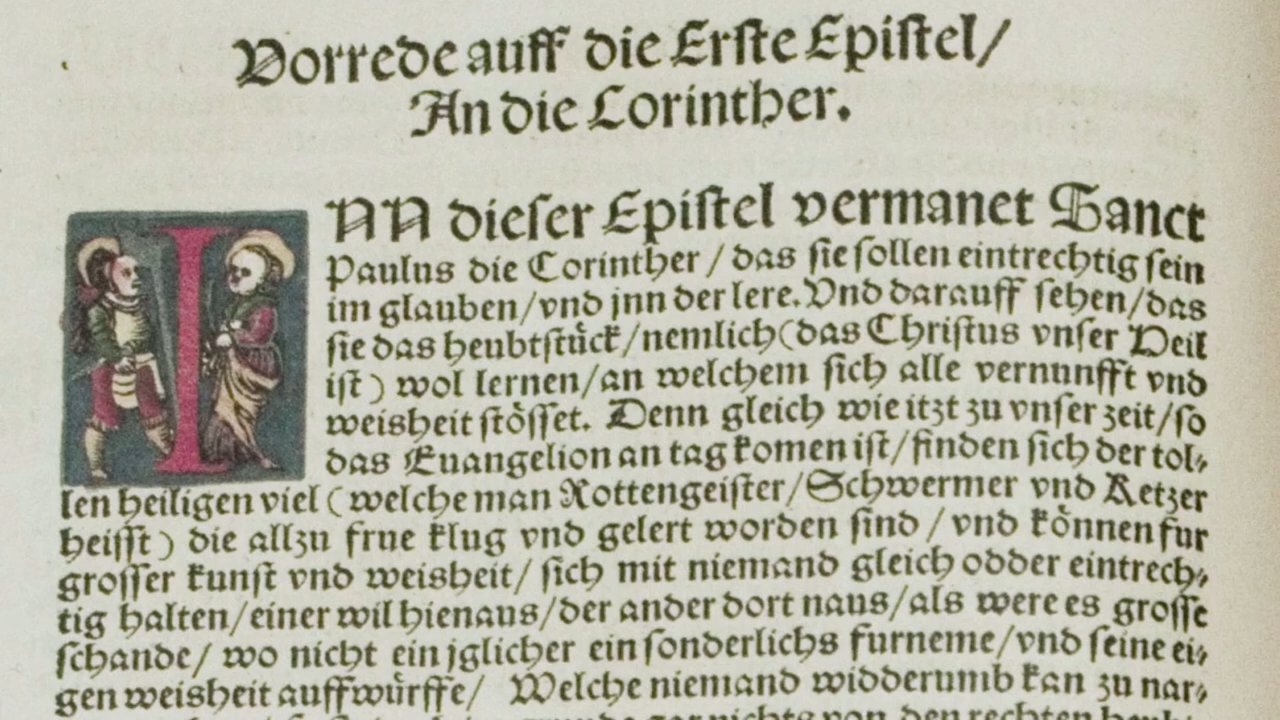 Vorrede auff die Erste Epistel/
An die Corinther.
INN dieser Epistel vermanet Sanct
Paulus die Corinther/das sie sollen eintrechtig sein
im glauben/vnd jnn der lere. Vnd darauff sehen/das
sie das heubtstück/nemlich (das Christus vnser Heil
ist) wol lernen/an welchem sich alle vernunfft vnd
weisheit stösset. Denn gleich wie itzt zu vnser zeit/so
das Euangelion an tag komen ist/finden sich der tol-
len heiligen viel (welche man Rottengeister/Schwermer vnd Ketzer
heisst) die allzu frue klug vnd gelert worden sind/vnd können fur
grosser kunst vnd weisheit/sich mit niemand gleich odder eintrech-
tig halten/einer wil hienaus/der ander dort naus/als were es grosse
schande/wo nicht ein jglicher ein sonderlichs furneme/vnd seine ei-
gen weisheit auffwürffe/ Welche niemand widderumb kan zu nar-